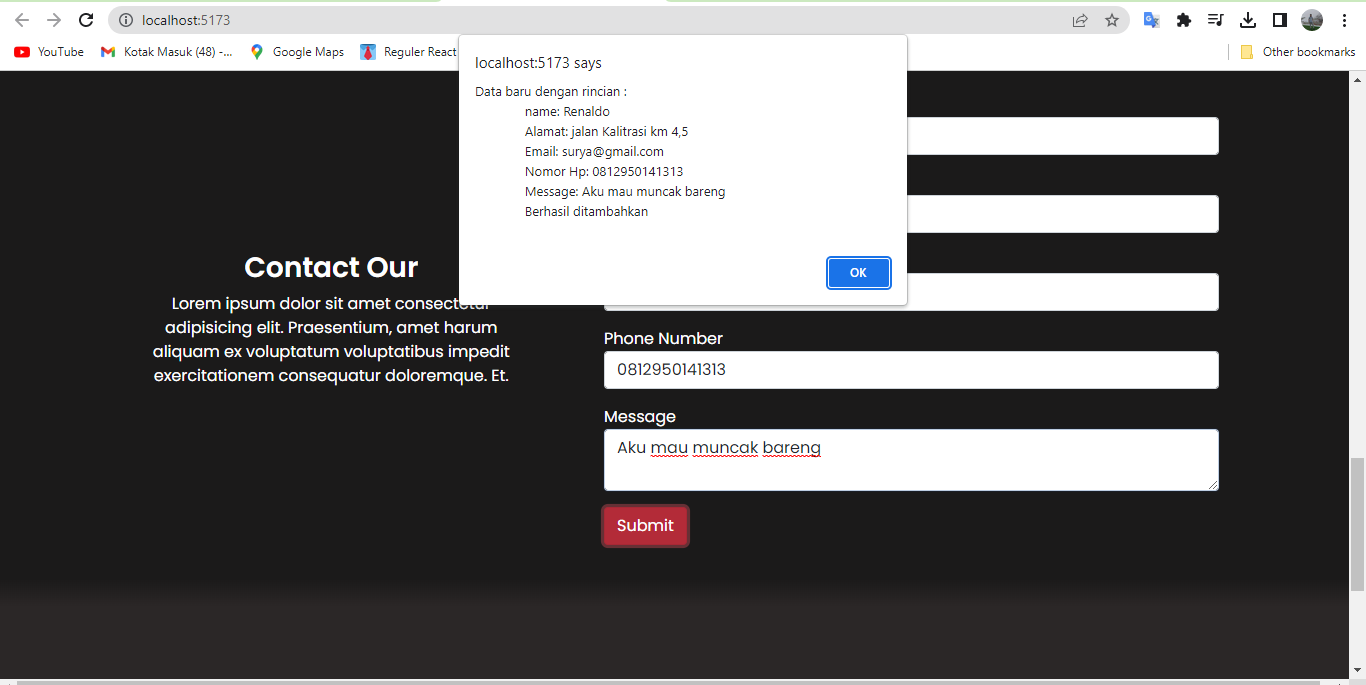 localhost:5173
YouTube
Kotak Masuk (48) -...
Google Maps
Reguler React
Other bookmarks
localhost:5173 says
Data baru dengan rincian :
name: Renaldo
Alamat: jalan Kalitrasi km 4,5
Email: surya@gmail.com
Nomor Hp: 0812950141313
Message: Aku mau muncak bareng
Berhasil ditambahkan
OK
Contact Our
Lorem ipsum dolor sit amet consectetur
adipisicing elit. Praesentium, amet harum
aliquam ex voluptatum voluptatibus impedit
exercitationem consequatur doloremque. Et.
Phone Number
0812950141313
Message
Aku mau muncak bareng
Submit